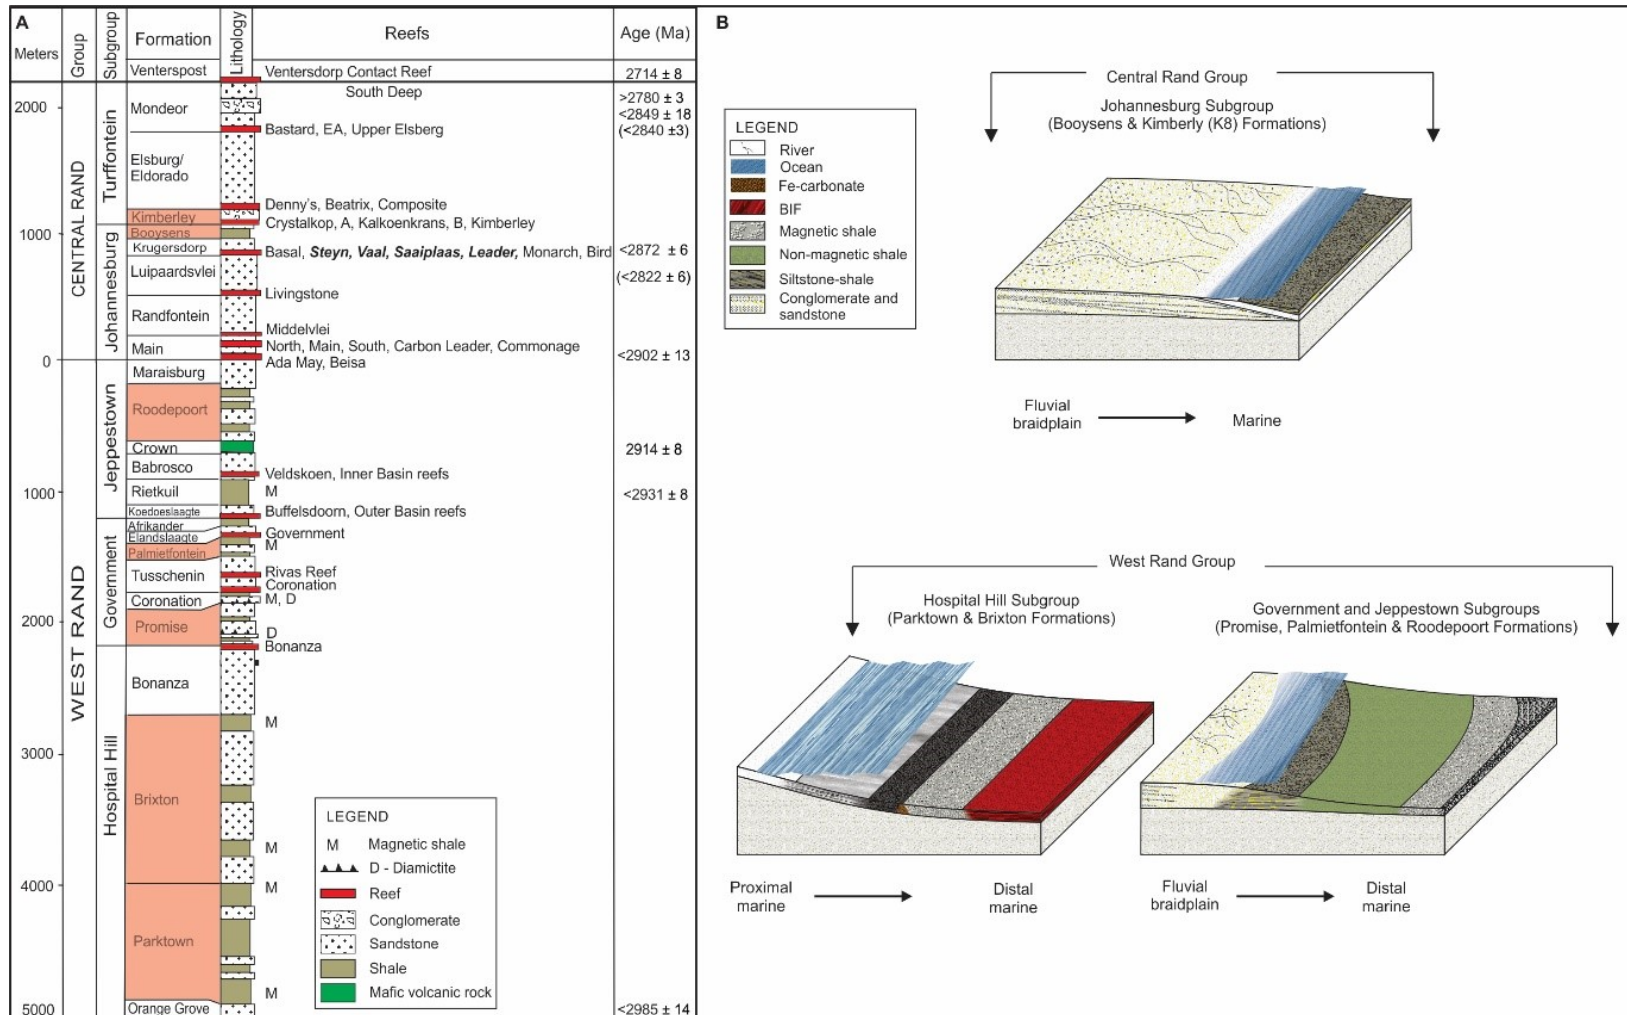 A
Meters
Group
Subgroup
Formation
Lithology
Reefs
Age (Ma)
Venterspost
Ventersdorp Contact Reef
2714 ± 8
South Deep
>2780 ± 3
2000
Mondeor
<2849 ± 18
Bastard, EA, Upper Elsberg
(<2840 ±3)
Turffontein
Elsburg/
Eldorado
CENTRAL RAND
Denny's, Beatrix, Composite
Kimberley
Crystalkop, A, Kalkoenkrans, B, Kimberley
1000
Booysens
Krugersdorp
Basal, Steyn, Vaal, Saaiplaas, Leader, Monarch, Bird
<2872 ± 6
Johannesburg
Luipaardsvlei
(<2822 ± 6)
Livingstone
Randfontein
Middelvlei
Main
North, Main, South, Carbon Leader, Commonage
<2902 ± 13
0
Ada May, Beisa
Maraisburg
Roodepoort
Jeppestown
Crown
2914 ± 8
Babrosco
Veldskoen, Inner Basin reefs
1000
Rietkuil
M
<2931 ± 8
Koedoeslaagte
Buffelsdoorn, Outer Basin reefs
Afrikander
Elandslaagte
Government
M
Palmietfontein
Government
Tusschenin
Rivas Reef
Coronation
Coronation
M, D
2000
Promise
D
Bonanza
WEST RAND
Bonanza
M
3000
Hospital Hill
Brixton
M
4000
M
Parktown
M
5000
Orange Grove
<2985 ± 14
LEGEND
M Magnetic shale
D - Diamictite
Reef
Conglomerate
Sandstone
Shale
Mafic volcanic rock
B
LEGEND
River
Ocean
Fe-carbonate
BIF
Magnetic shale
Non-magnetic shale
Siltstone-shale
Conglomerate and
sandstone
Central Rand Group
Johannesburg Subgroup
(Booysens & Kimberly (K8) Formations)
Fluvial
braidplain
Marine
West Rand Group
Hospital Hill Subgroup
(Parktown & Brixton Formations)
Government and Jeppestown Subgroups
(Promise, Palmietfontein & Roodepoort Formations)
Proximal
marine
Distal
marine
Fluvial
braidplain
Distal
marine